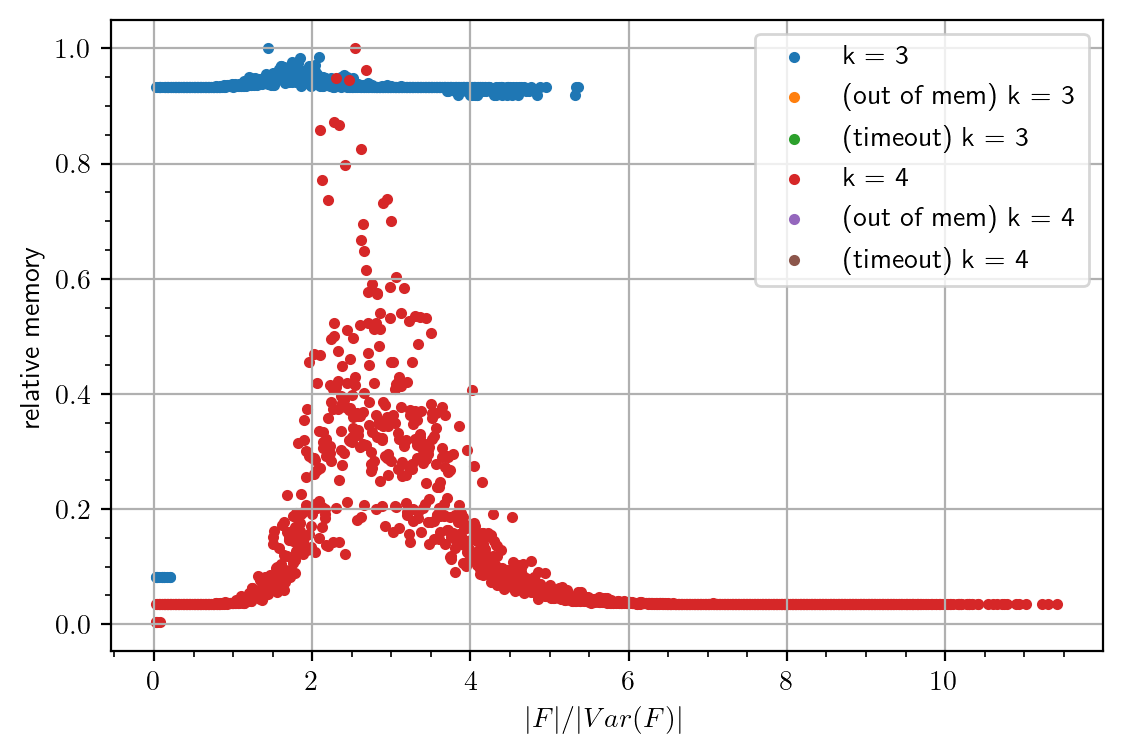 1.0
0.8
0.6
0.4
0.2
0.0
relative memory
k = 3
(out of mem) k = 3
(timeout) k = 3
k = 4
(out of mem) k = 4
(timeout) k = 4
0 2 4 6 8 10
|F|/|Var(F)|